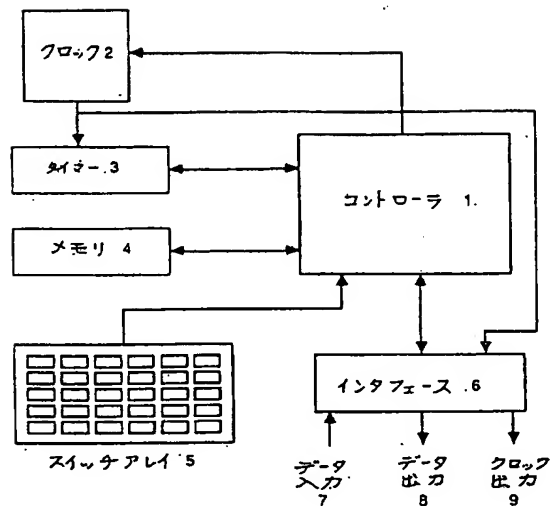 クロック2
タイマー.3
コントローラ 1.
メモリ 4
インタフェース.6
スイッチアレイ 5
データ
入力
7
データ
出力
8
クロック
出力
9